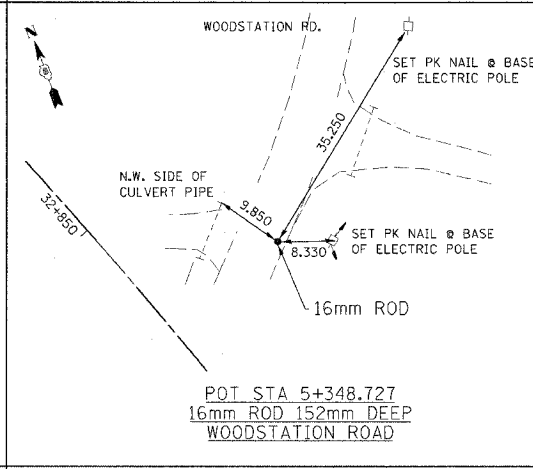 N
WOODSTATION RD.
SET PK NAIL @ BASE
OF ELECTRIC POLE
35.250
N.W. SIDE OF
CULVERT PIPE
9.850
32+850
SET PK NAIL @ BASE
OF ELECTRIC POLE
8.330
16mm ROD
POT STA 5+348.727
16mm ROD 152mm DEEP
WOODSTATION ROAD